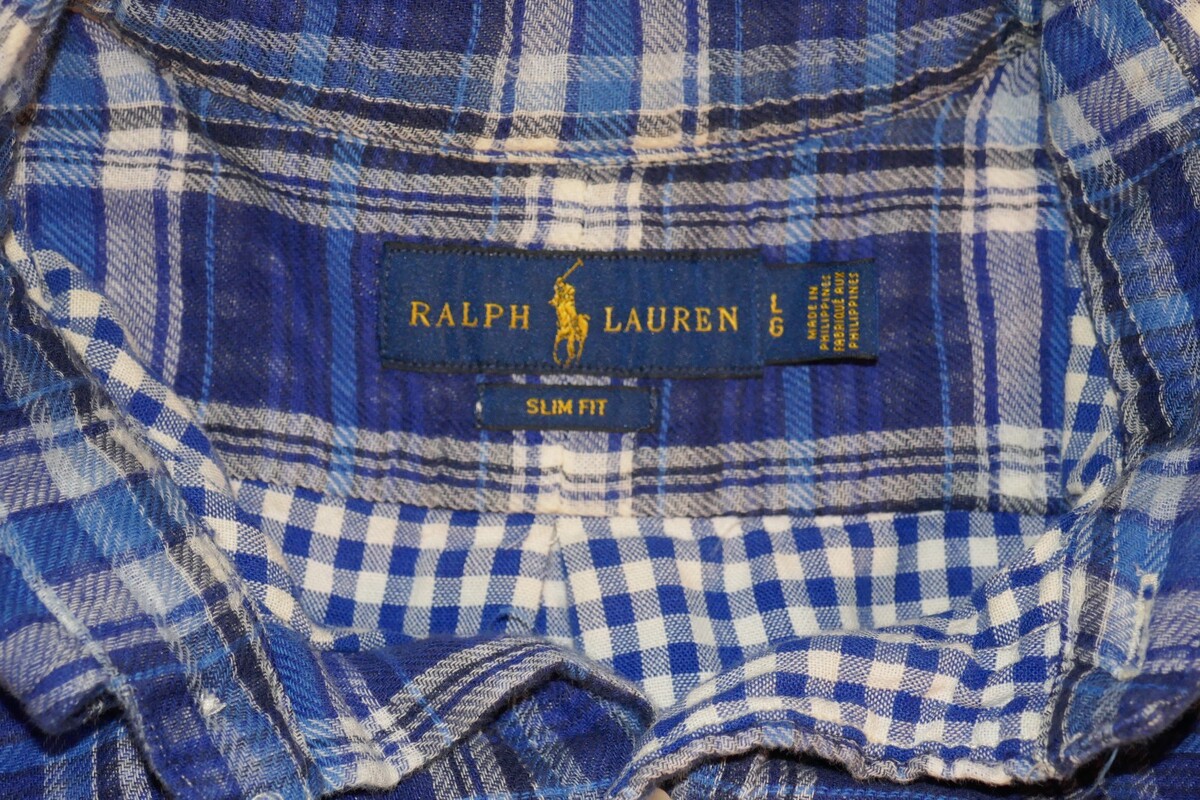 RALPH LAUREN
L
G
MADE IN
PHILIPPINES
FABRIQUÉ AUX
PHILIPPINES
SLIM FIT